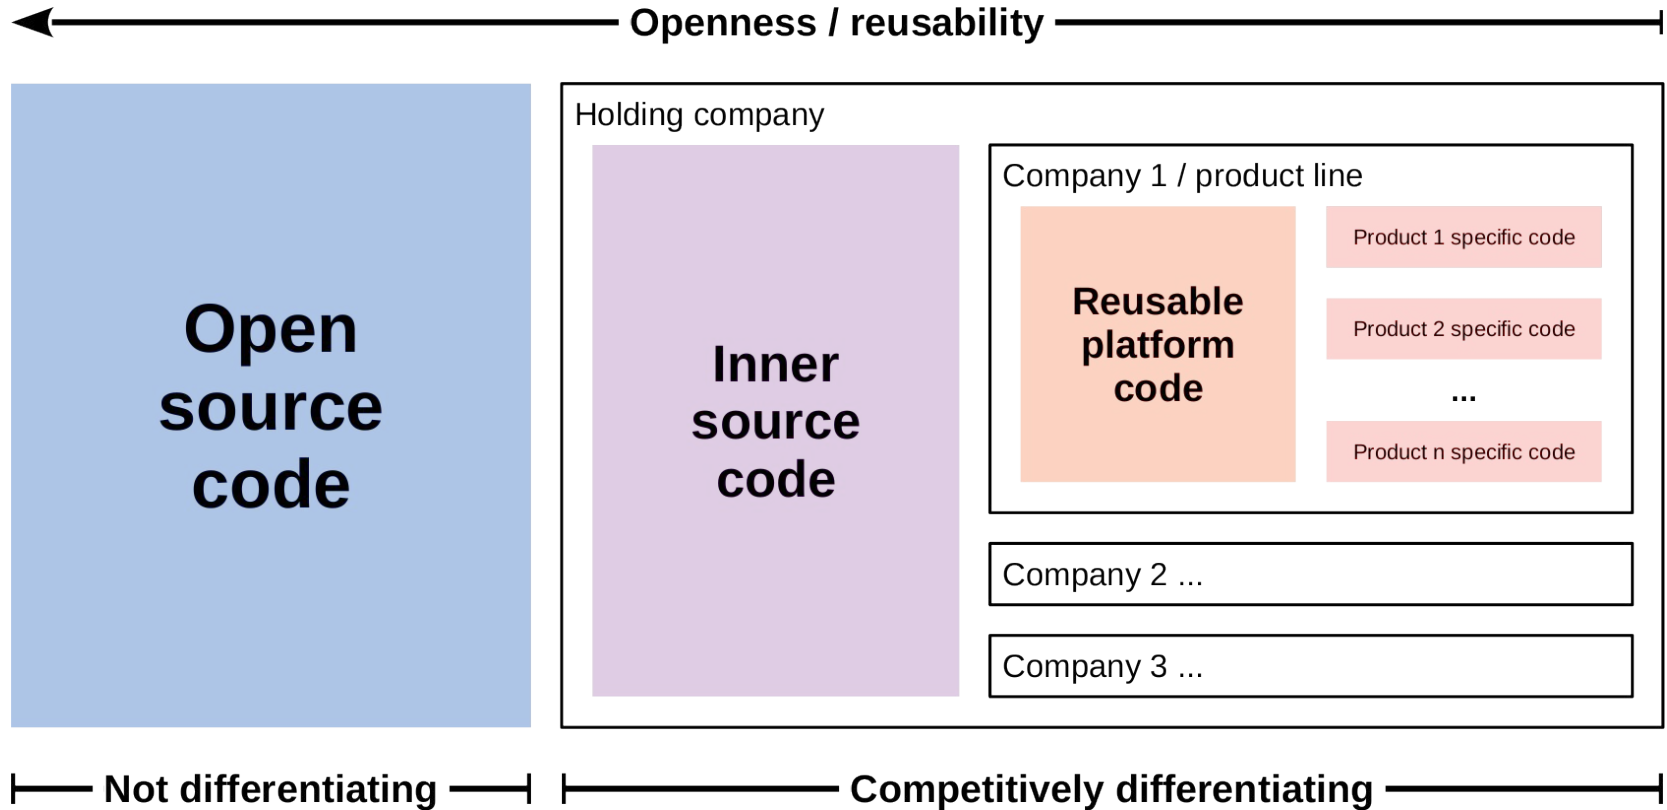 Openness / reusability
Open
source
code
Holding company
Inner
source
code
Company 1 / product line
Reusable
platform
code
Product 1 specific code
Product 2 specific code
...
Product n specific code
Company 2 ...
Company 3 ...
Not differentiating
Competitively differentiating